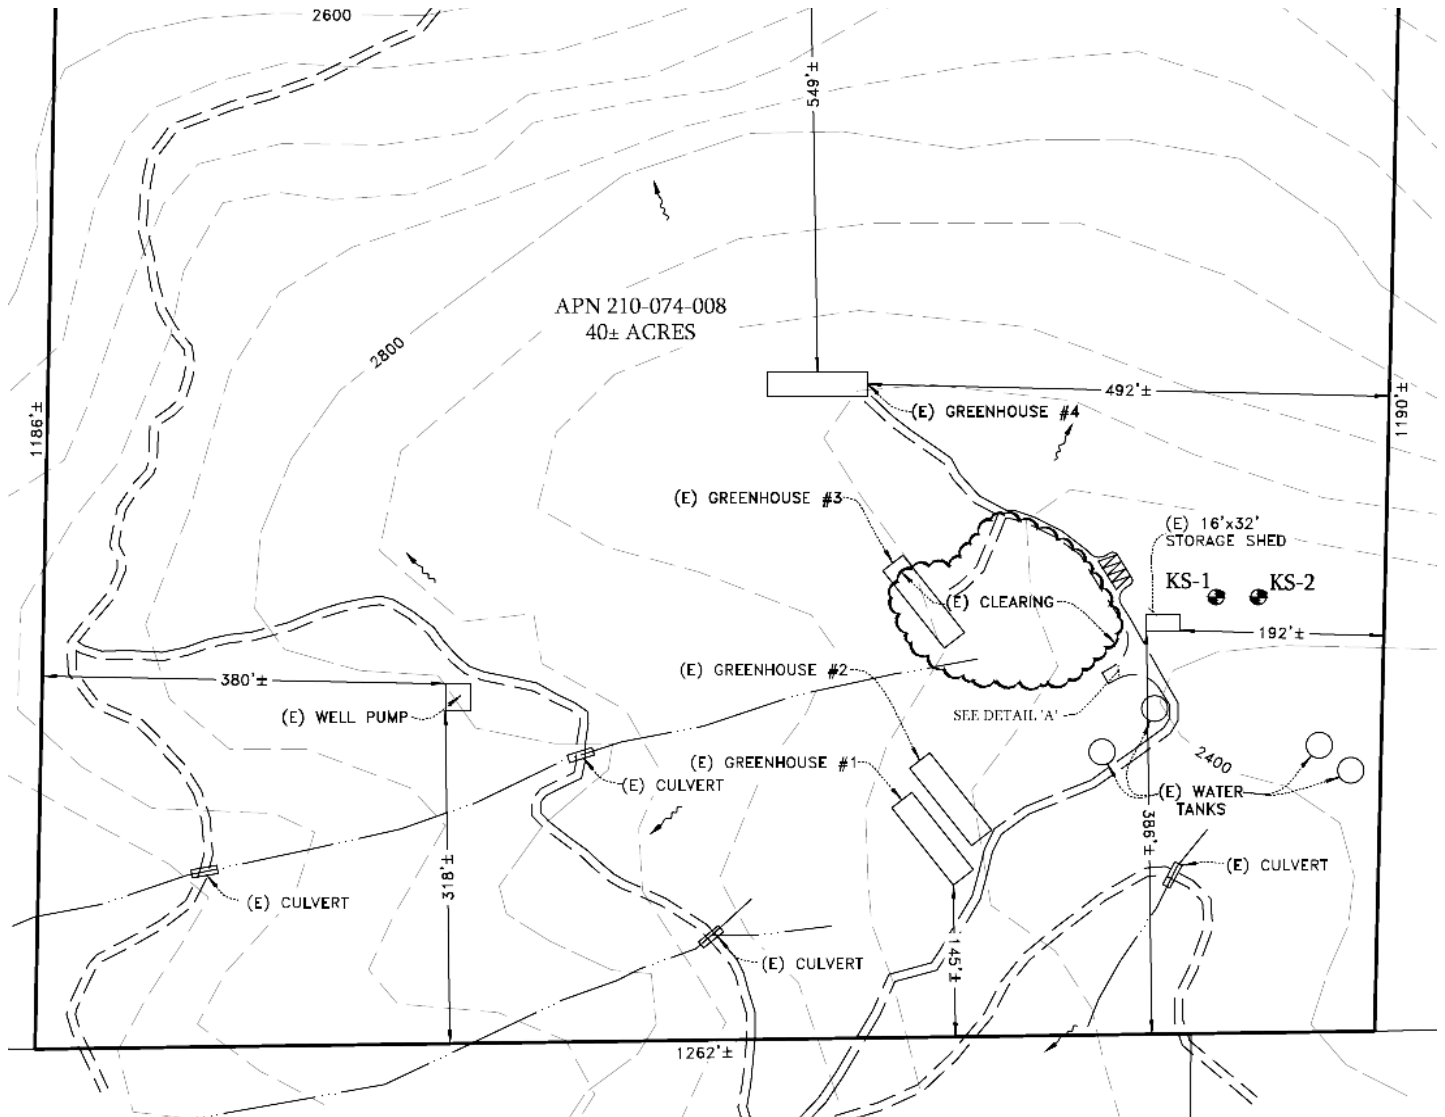 2600
549'±
APN 210-074-008
40± ACRES
2800
492'±
(E) GREENHOUSE #4
1186'±
1160'±
(E) GREENHOUSE #3
(E) 16'x32'
STORAGE SHED
KS-1
KS-2
(E) CLEARING
192'±
(E) GREENHOUSE #2
380'±
(E) WELL PUMP
SEE DETAIL 'A'
(E) GREENHOUSE #1
2400
(E) CULVERT
(E) WATER
TANKS
386'±
318'±
(E) CULVERT
(E) CULVERT
145'±
(E) CULVERT
1262'±